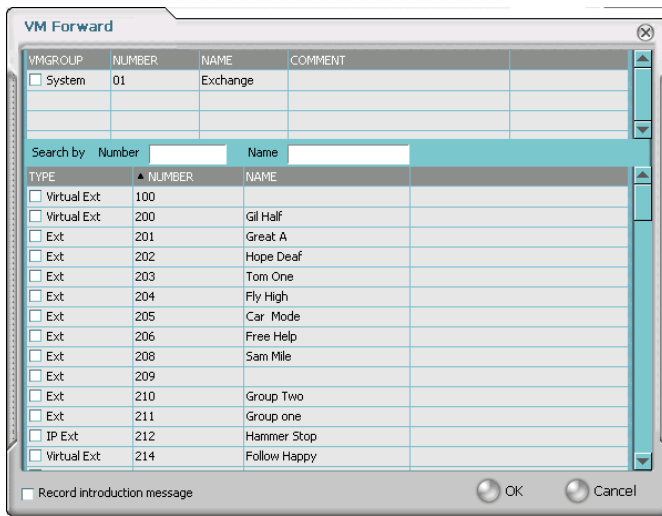 VM Forward
VMGROUP NUMBER NAME COMMENT
System 01 Exchange
Search by Number Name
TYPE NUMBER NAME
Virtual Ext 100
Virtual Ext 200 Gil Half
Ext 201 Great A
Ext 202 Hope Deaf
Ext 203 Tom One
Ext 204 Fly High
Ext 205 Car Mode
Ext 206 Free Help
Ext 208 Sam Mile
Ext 209
Ext 210 Group Two
Ext 211 Group one
IP Ext 212 Hammer Stop
Virtual Ext 214 Follow Happy
Record introduction message OK Cancel